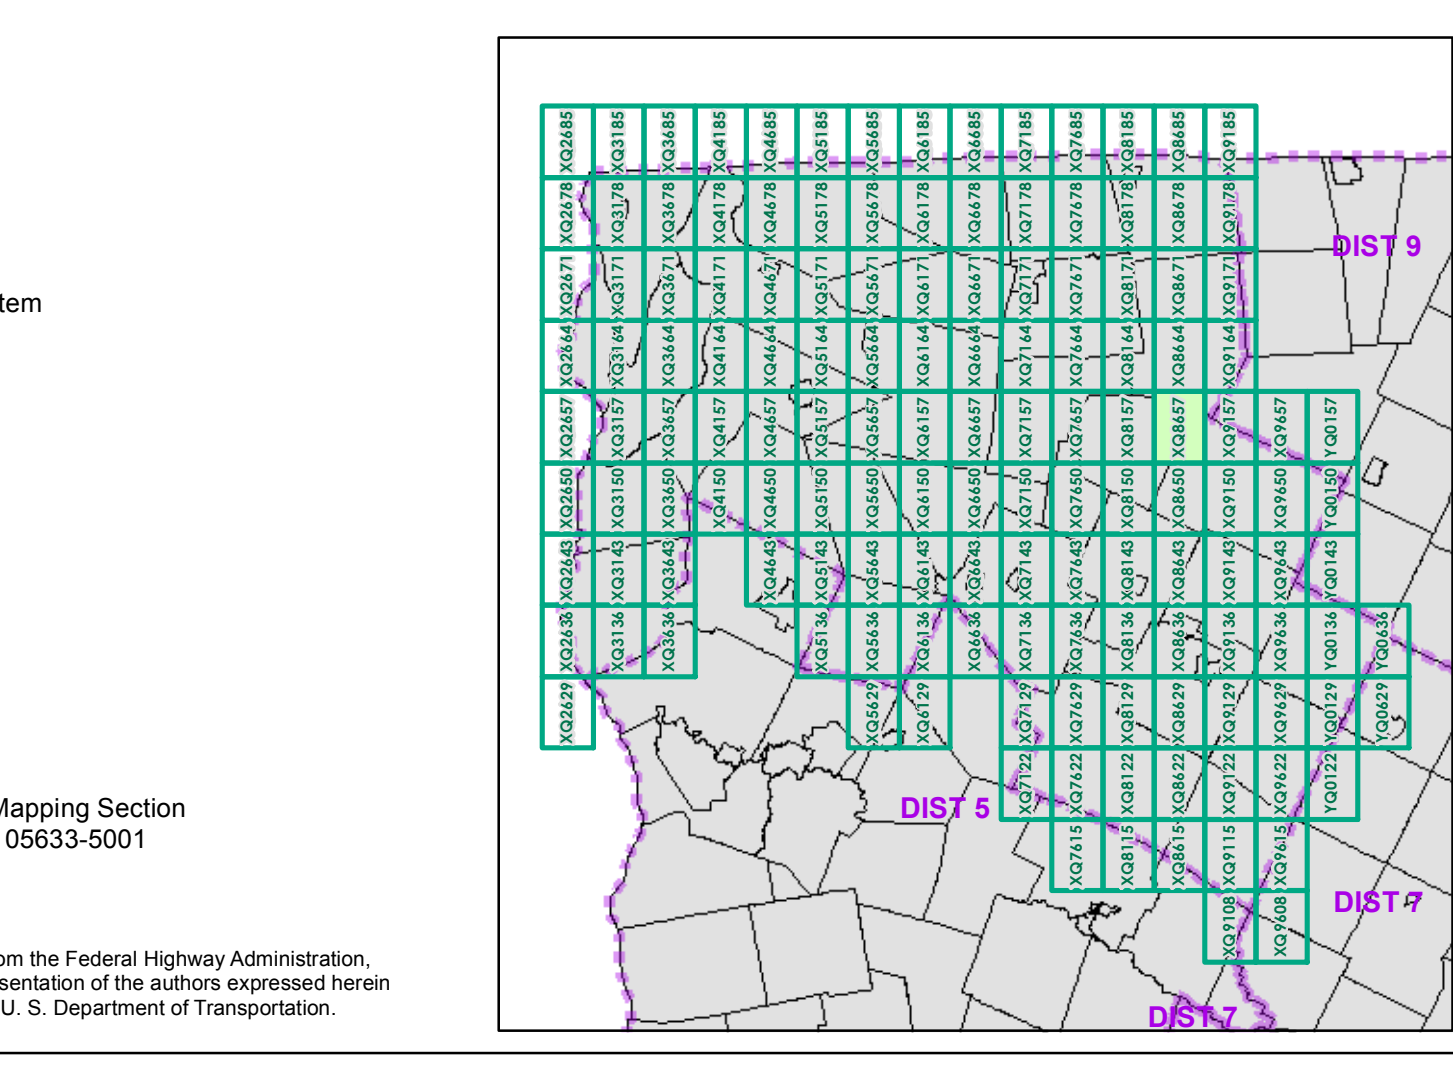 tem
Mapping Section
05633-5001
om the Federal Highway Administration,
sentation of the authors expressed herein
U. S. Department of Transportation.
XQ2685 XQ3185 XQ3685 XQ4185 XQ4685 XQ5185 XQ5685 XQ6185 XQ6685 XQ7185 XQ7685 XQ8185 XQ8685 XQ9185
XQ2678 XQ3178 XQ3678 XQ4178 XQ4678 XQ5178 XQ5678 XQ6178 XQ6678 XQ7178 XQ7678 XQ8178 XQ8678 XQ9178
DIST 9
XQ2671 XQ3171 XQ3671 XQ4171 XQ4671 XQ5171 XQ5671 XQ6171 XQ6671 XQ7171 XQ7671 XQ8171 XQ8671 XQ9171
XQ2664 XQ3164 XQ3664 XQ4164 XQ4664 XQ5164 XQ5664 XQ6164 XQ6664 XQ7164 XQ7664 XQ8164 XQ8664 XQ9164
XQ2657 XQ3157 XQ3657 XQ4157 XQ4657 XQ5157 XQ5657 XQ6157 XQ6657 XQ7157 XQ7657 XQ8157 XQ8657 XQ9157 XQ9657 YQ0157
XQ2650 XQ3150 XQ3650 XQ4150 XQ4650 XQ5150 XQ5650 XQ6150 XQ6650 XQ7150 XQ7650 XQ8150 XQ8650 XQ9150 XQ9650 YQ0150
XQ2643 XQ3143 XQ3643 XQ4643 XQ5143 XQ5643 XQ6143 XQ6643 XQ7143 XQ7643 XQ8143 XQ8643 XQ9143 XQ9643 YQ0143
XQ2636 XQ3136 XQ3636 XQ5136 XQ5636 XQ6136 XQ6636 XQ7136 XQ7636 XQ8136 XQ8636 XQ9136 XQ9636 YQ0136 YQ0636
XQ2629 XQ5629 XQ6129 XQ7129 XQ7629 XQ8129 XQ8629 XQ9129 XQ9629 YQ0129 YQ0629
XQ7122 XQ7622 XQ8122 XQ8622 XQ9122 XQ9622 YQ0122
DIST 5
XQ7615 XQ8115 XQ8615 XQ9115 XQ9615
DIST 7
XQ9108 XQ9608
DIST 7